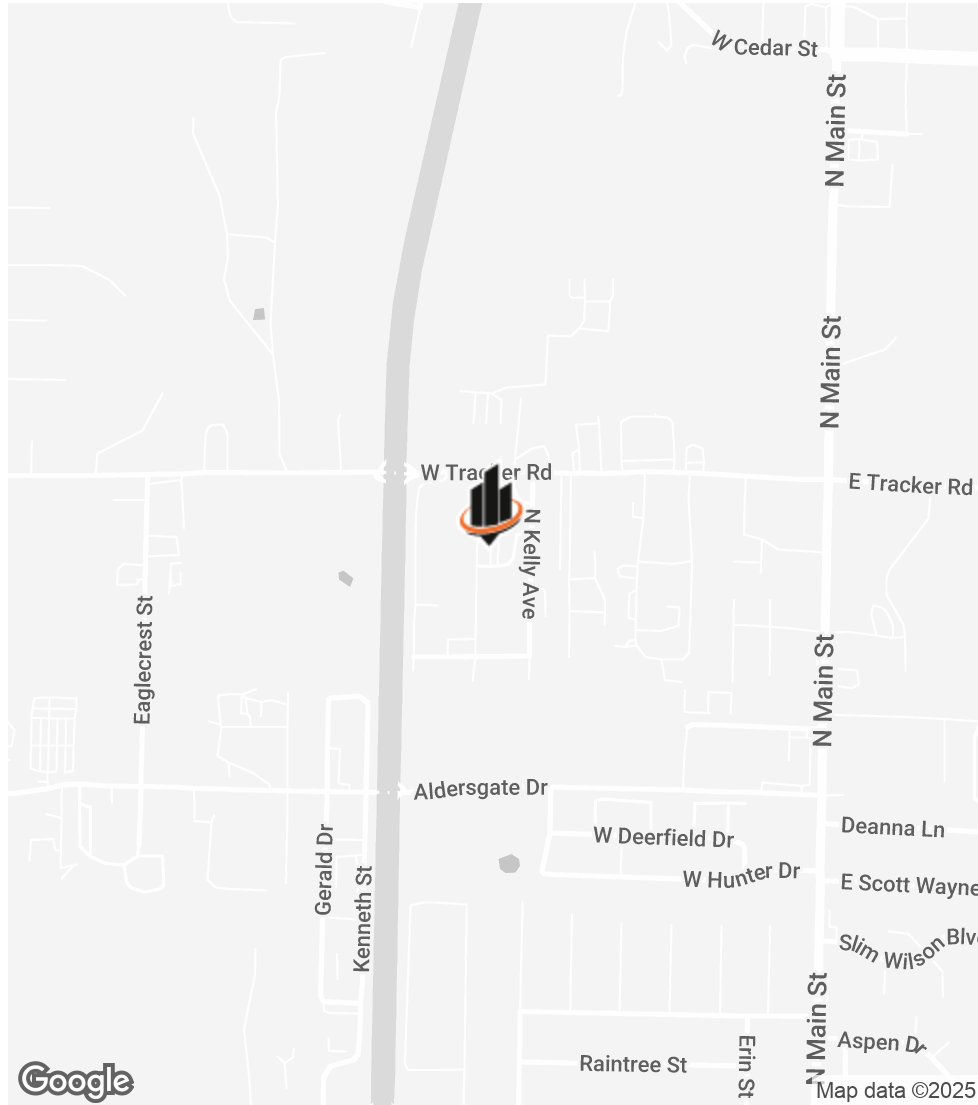 W Cedar St
N Main St
N Main St
W Tracker Rd
E Tracker Rd
N Kelly Ave
Eaglecrest St
N Main St
Aldersgate Dr
Gerald Dr
Kenneth St
W Deerfield Dr
Deanna Ln
W Hunter Dr
E Scott Wayne
Slim Wilson Blv
N Main St
Erin St
Aspen Dr
Raintree St
Google
Map data ©2025